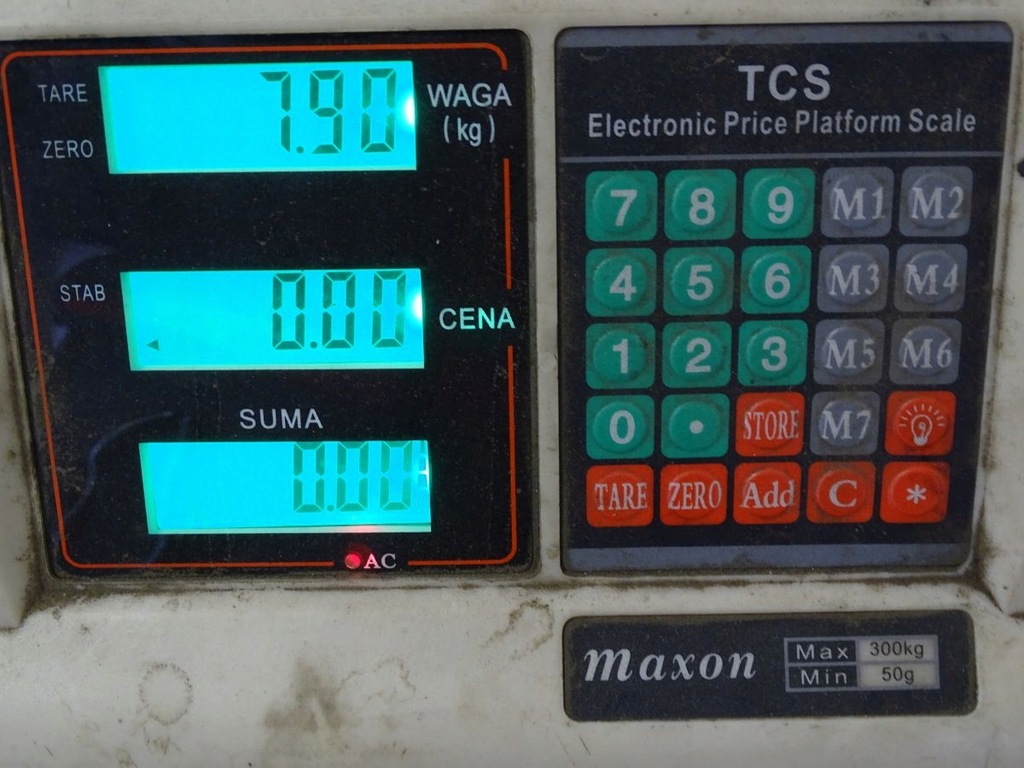 TARE
ZERO
7.90
WAGA
(kg)
STAB
0.00
CENA
SUMA
0.00
AC
TCS
Electronic Price Platform Scale
7 8 9 M1 M2
4 5 6 M3 M4
1 2 3 M5 M6
0 . STORE M7
TARE ZERO Add C *
maxon
Max 300kg
Min 50g